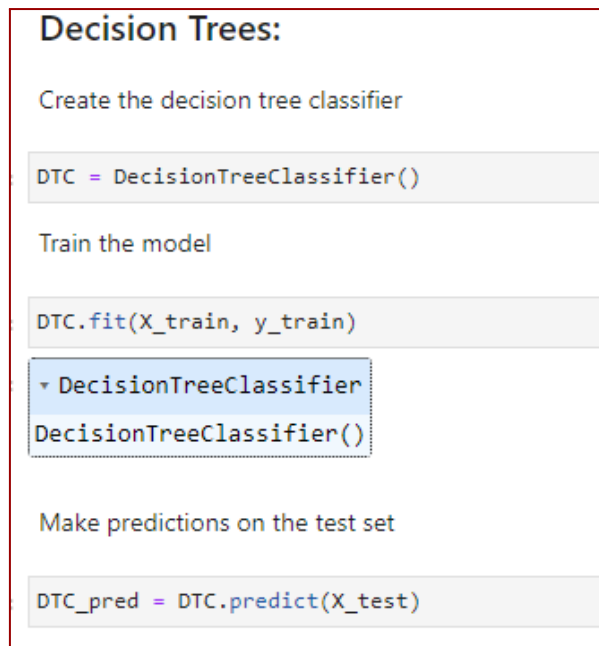 Decision Trees:
Create the decision tree classifier
DTC = DecisionTreeClassifier()
Train the model
DTC.fit(X_train, y_train)
▾ DecisionTreeClassifier
DecisionTreeClassifier()
Make predictions on the test set
DTC_pred = DTC.predict(X_test)